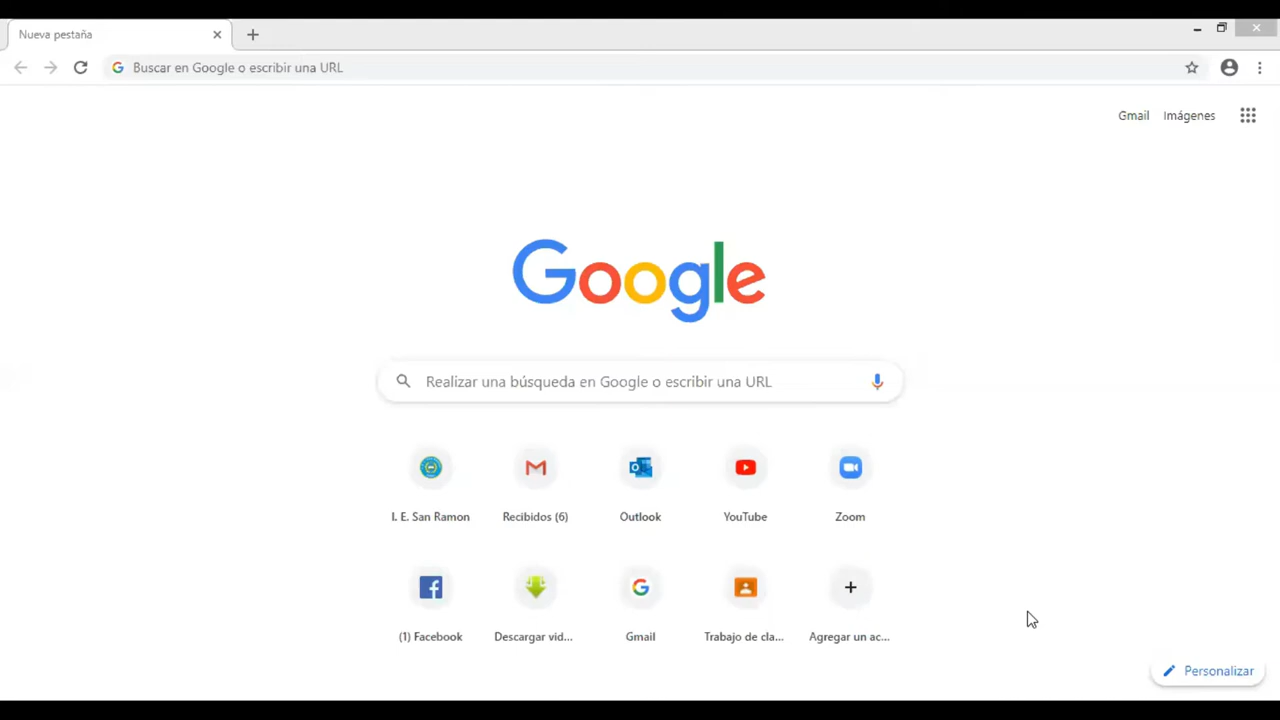 Nueva pestaña
Buscar en Google o escribir una URL
Gmail Imágenes
Google
Realizar una búsqueda en Google o escribir una URL
I. E. San Ramon Recibidos (6) Outlook YouTube Zoom
(1) Facebook Descargar vid... Gmail Trabajo de cla... Agregar un ac...
Personalizar